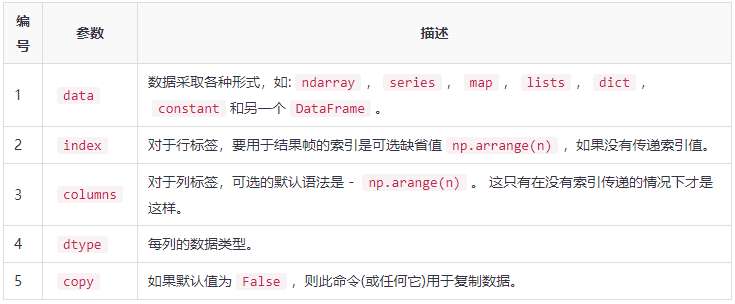 编号 参数 描述
1 data 数据采取各种形式，如: ndarray ， series ， map ， lists ， dict ，
constant 和另一个 DataFrame 。
2 index 对于行标签，要用于结果帧的索引是可选缺省值 np.arrange(n) ，如果没有传递索引值。
3 columns 对于列标签，可选的默认语法是 - np.arange(n) 。 这只有在没有索引传递的情况下才是
这样。
4 dtype 每列的数据类型。
5 copy 如果默认值为 False ，则此命令(或任何它)用于复制数据。